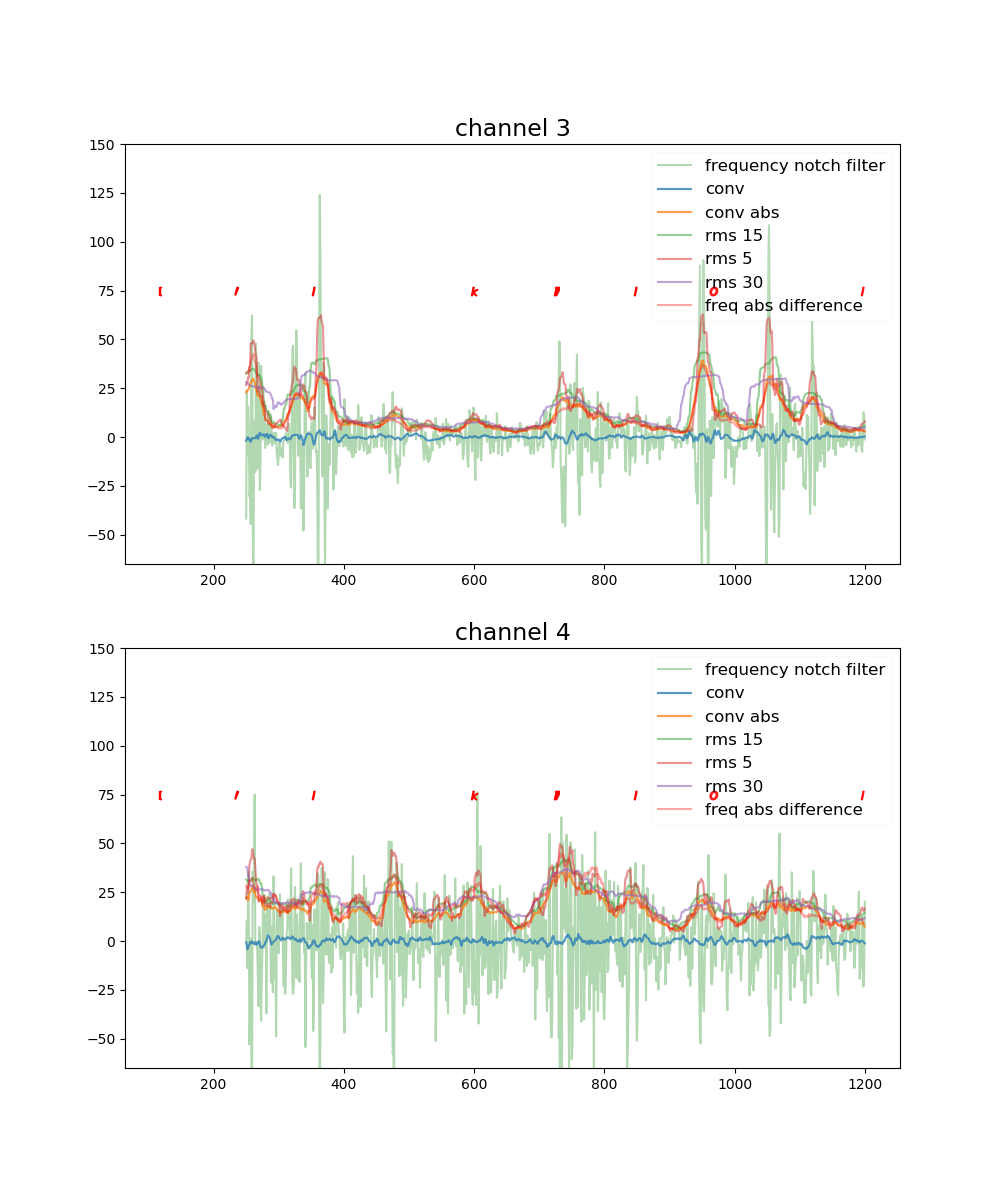 channel 3
150
125
100
75
50
25
0
−25
−50
frequency notch filter
conv
conv abs
rms 15
rms 5
rms 30
freq abs difference
k
o
200 400 600 800 1000 1200
channel 4
150
125
100
75
50
25
0
−25
−50
frequency notch filter
conv
conv abs
rms 15
rms 5
rms 30
freq abs difference
k
o
200 400 600 800 1000 1200